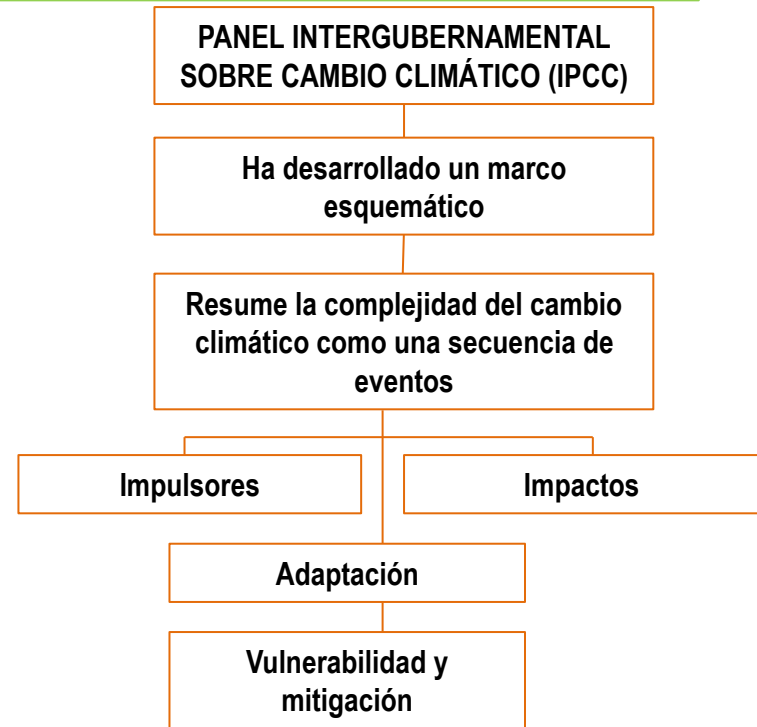 PANEL INTERGUBERNAMENTAL
SOBRE CAMBIO CLIMÁTICO (IPCC)
Ha desarrollado un marco
esquemático
Resume la complejidad del cambio
climático como una secuencia de
eventos
Impulsores
Impactos
Adaptación
Vulnerabilidad y
mitigación